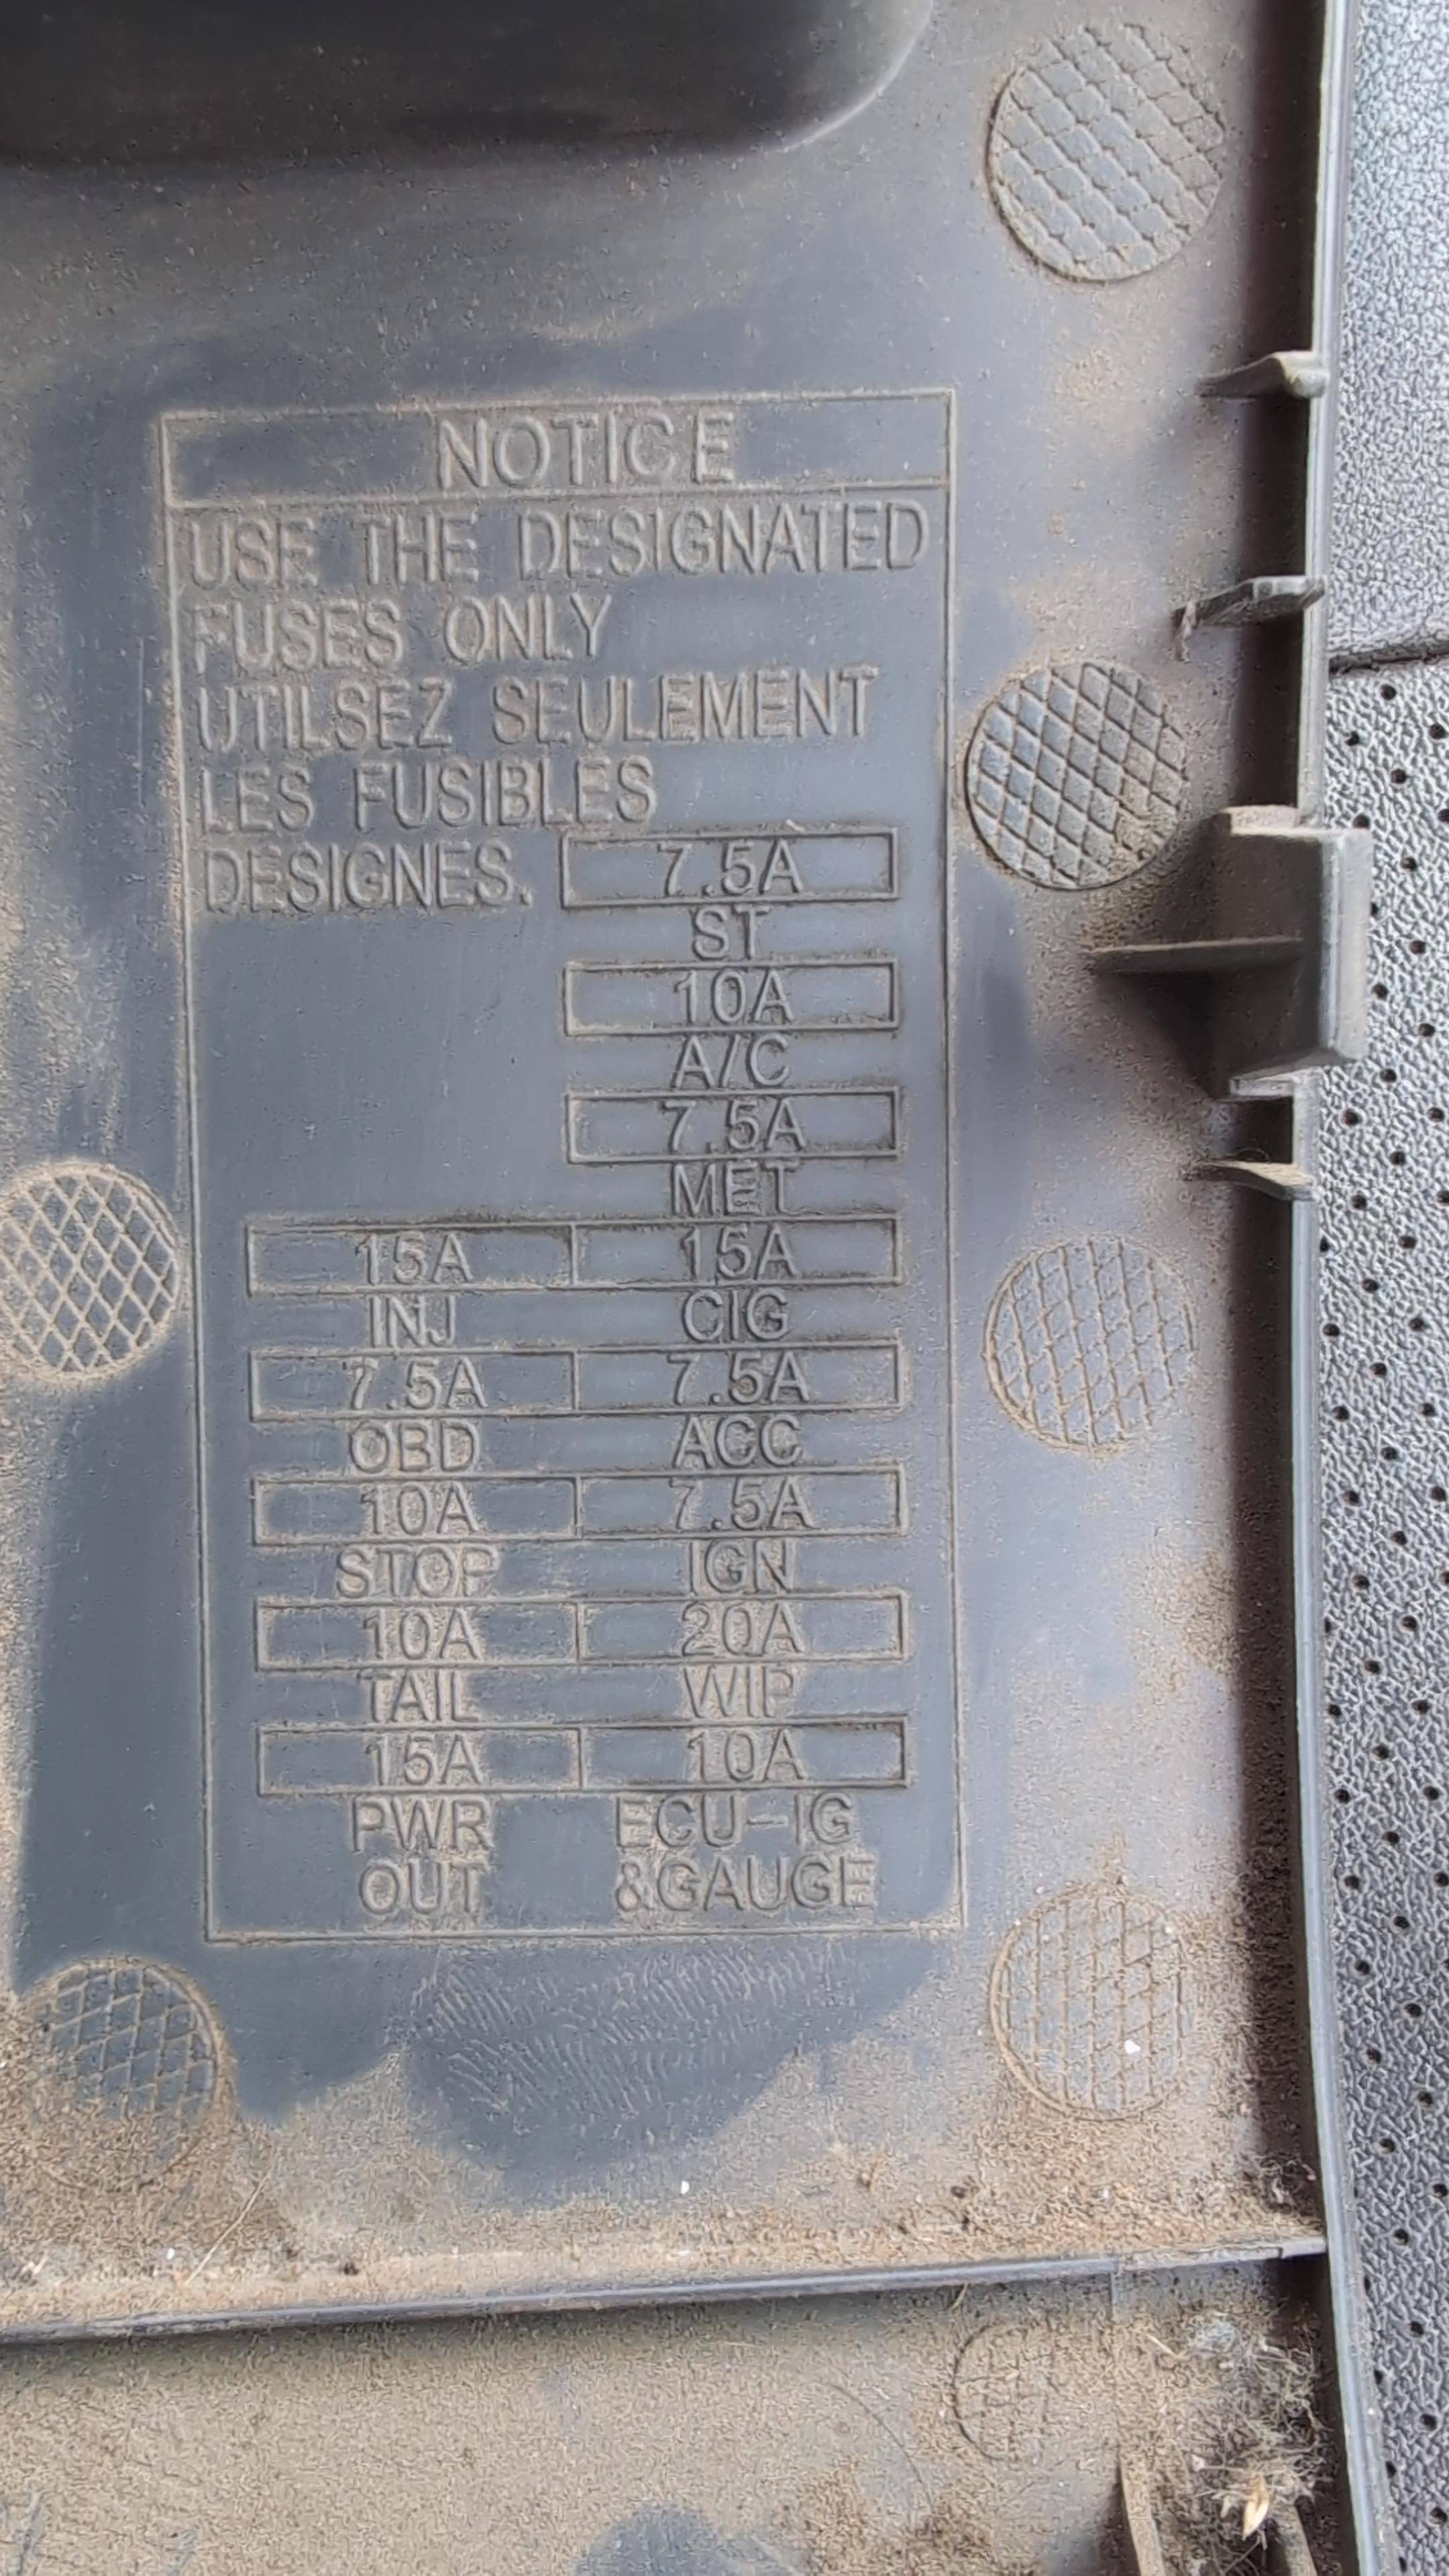 NOTICE
USE THE DESIGNATED
FUSES ONLY
UTILSEZ SEULEMENT
LES FUSIBLES
DESIGNES. 7.5A
ST
10A
A/C
7.5A
MET
15A 15A
INJ CIG
7.5A 7.5A
OBD ACC
10A 7.5A
STOP IGN
10A 20A
TAIL WIP
15A 10A
PWR ECU-IG
OUT &GAUGE